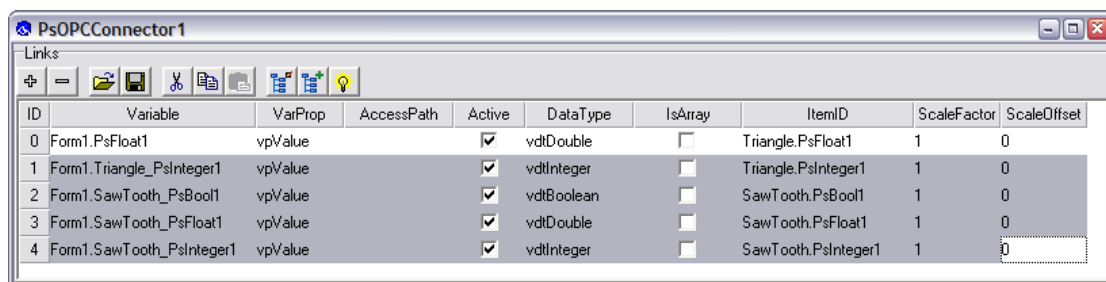 PsOPCConnector1
Links
ID Variable VarProp AccessPath Active DataType IsArray ItemID ScaleFactor ScaleOffset
0 Form1.PsFloat1 vpValue vdtDouble Triangle.PsFloat1 1 0
1 Form1.Triangle_PsInteger1 vpValue vdtInteger Triangle.PsInteger1 1 0
2 Form1.SawTooth_PsBool1 vpValue vdtBoolean SawTooth.PsBool1 1 0
3 Form1.SawTooth_PsFloat1 vpValue vdtDouble SawTooth.PsFloat1 1 0
4 Form1.SawTooth_PsInteger1 vpValue vdtInteger SawTooth.PsInteger1 1 0